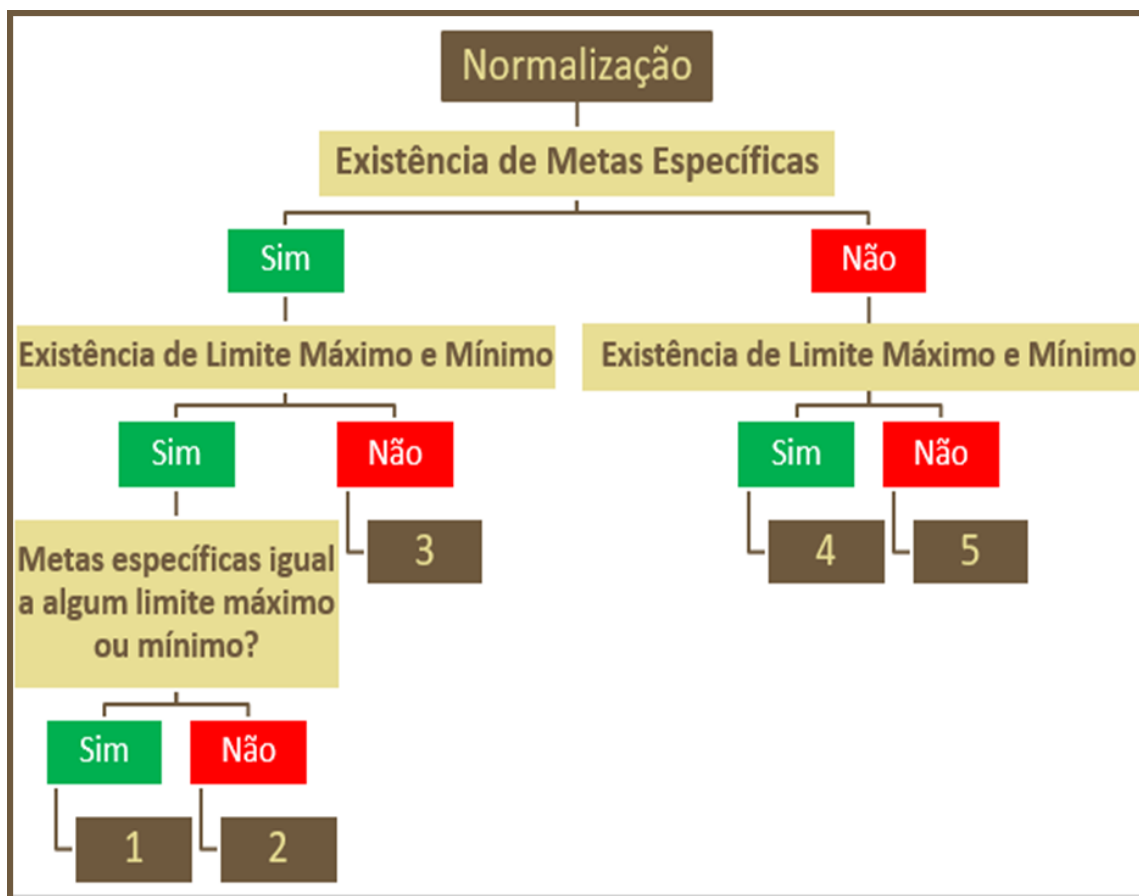 Normalização
Existência de Metas Específicas
Sim
Não
Existência de Limite Máximo e Mínimo
Existência de Limite Máximo e Mínimo
Sim
Não
Sim
Não
3
4
5
Metas específicas igual
a algum limite máximo
ou mínimo?
Sim
Não
1
2